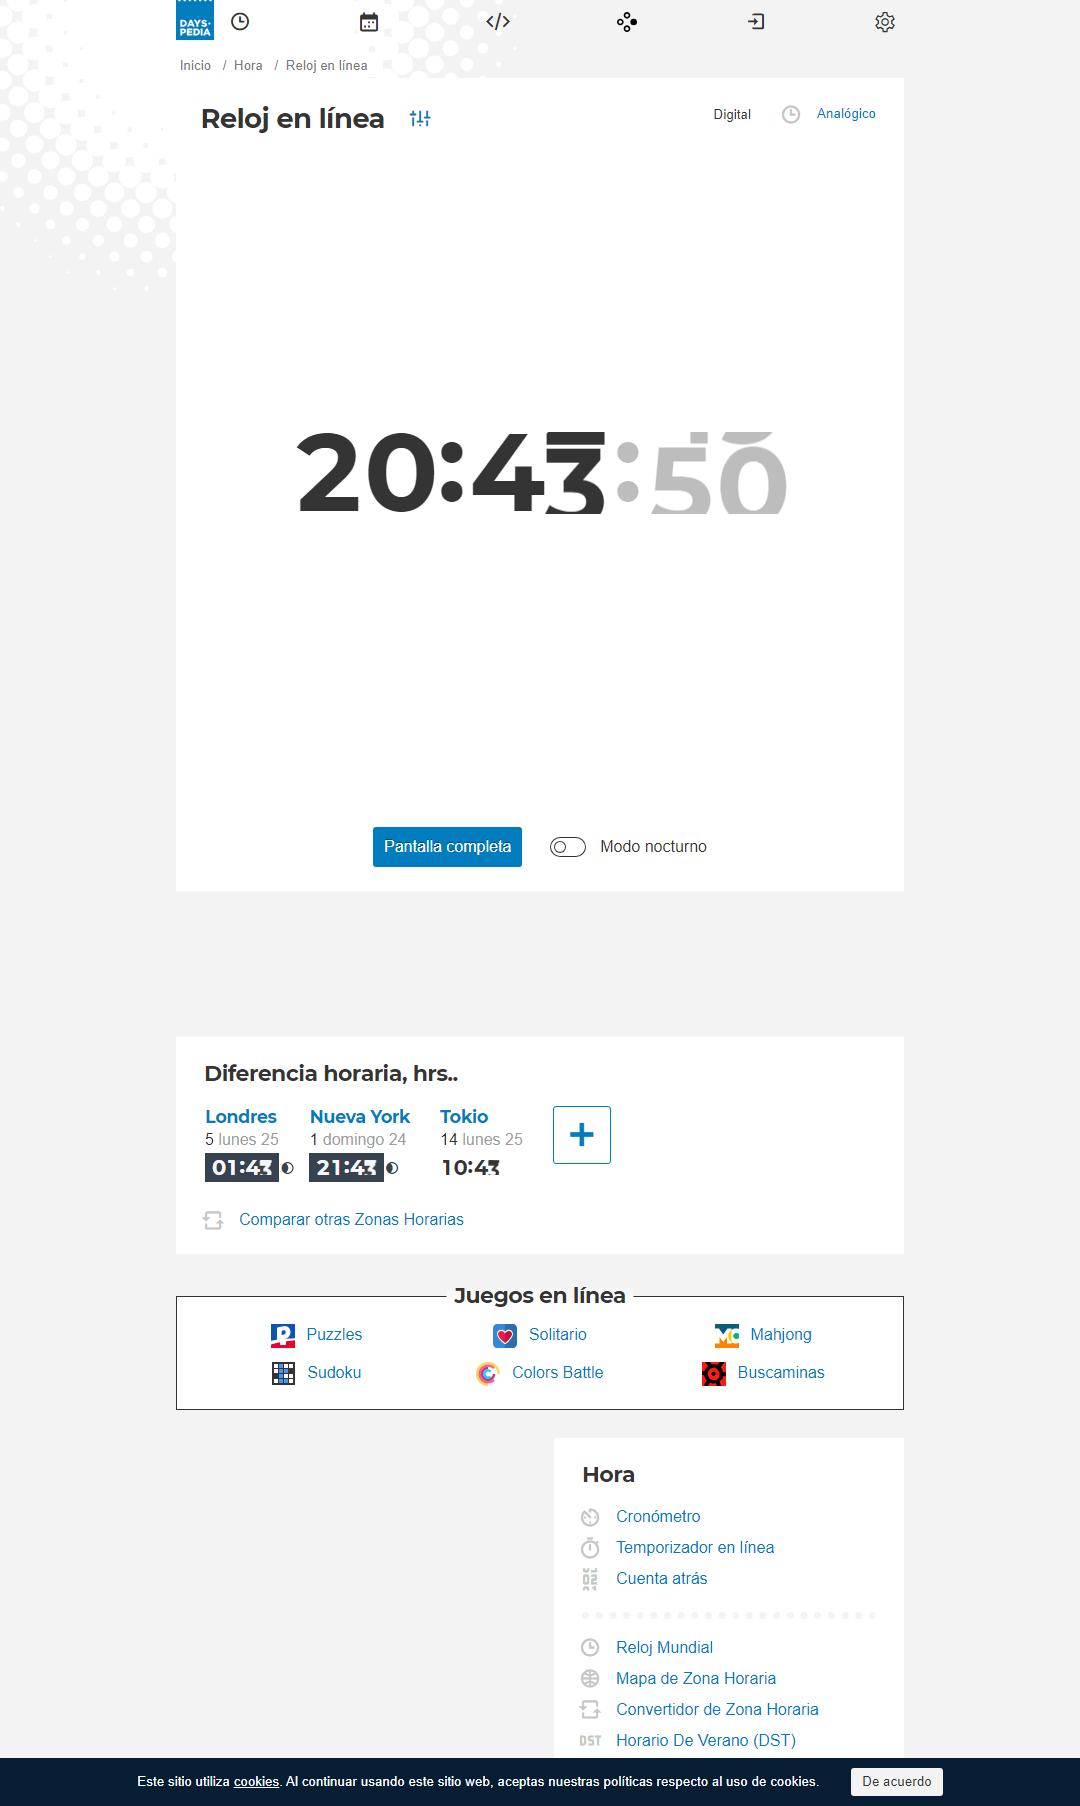 DAYS·
PEDIA
Inicio / Hora / Reloj en línea
Reloj en línea
Digital
Analógico
20:43:50
Pantalla completa
Modo nocturno
Diferencia horaria, hrs..
Londres
5 lunes 25
01:43
Nueva York
1 domingo 24
21:43
Tokio
14 lunes 25
10:43
Comparar otras Zonas Horarias
Juegos en línea
Puzzles
Solitario
Mahjong
Sudoku
Colors Battle
Buscaminas
Hora
Cronómetro
Temporizador en línea
Cuenta atrás
Reloj Mundial
Mapa de Zona Horaria
Convertidor de Zona Horaria
DST Horario De Verano (DST)
Este sitio utiliza cookies. Al continuar usando este sitio web, aceptas nuestras políticas respecto al uso de cookies.
De acuerdo